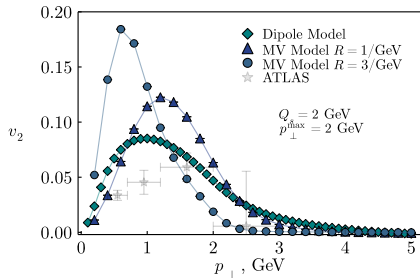 0.20
0.15
0.10
0.05
0.00
v₂
Dipole Model
MV Model R = 1/GeV
MV Model R = 3/GeV
ATLAS
Qₛ = 2 GeV
p⊥^max = 2 GeV
0 1 2 3 4 5
p⊥ , GeV